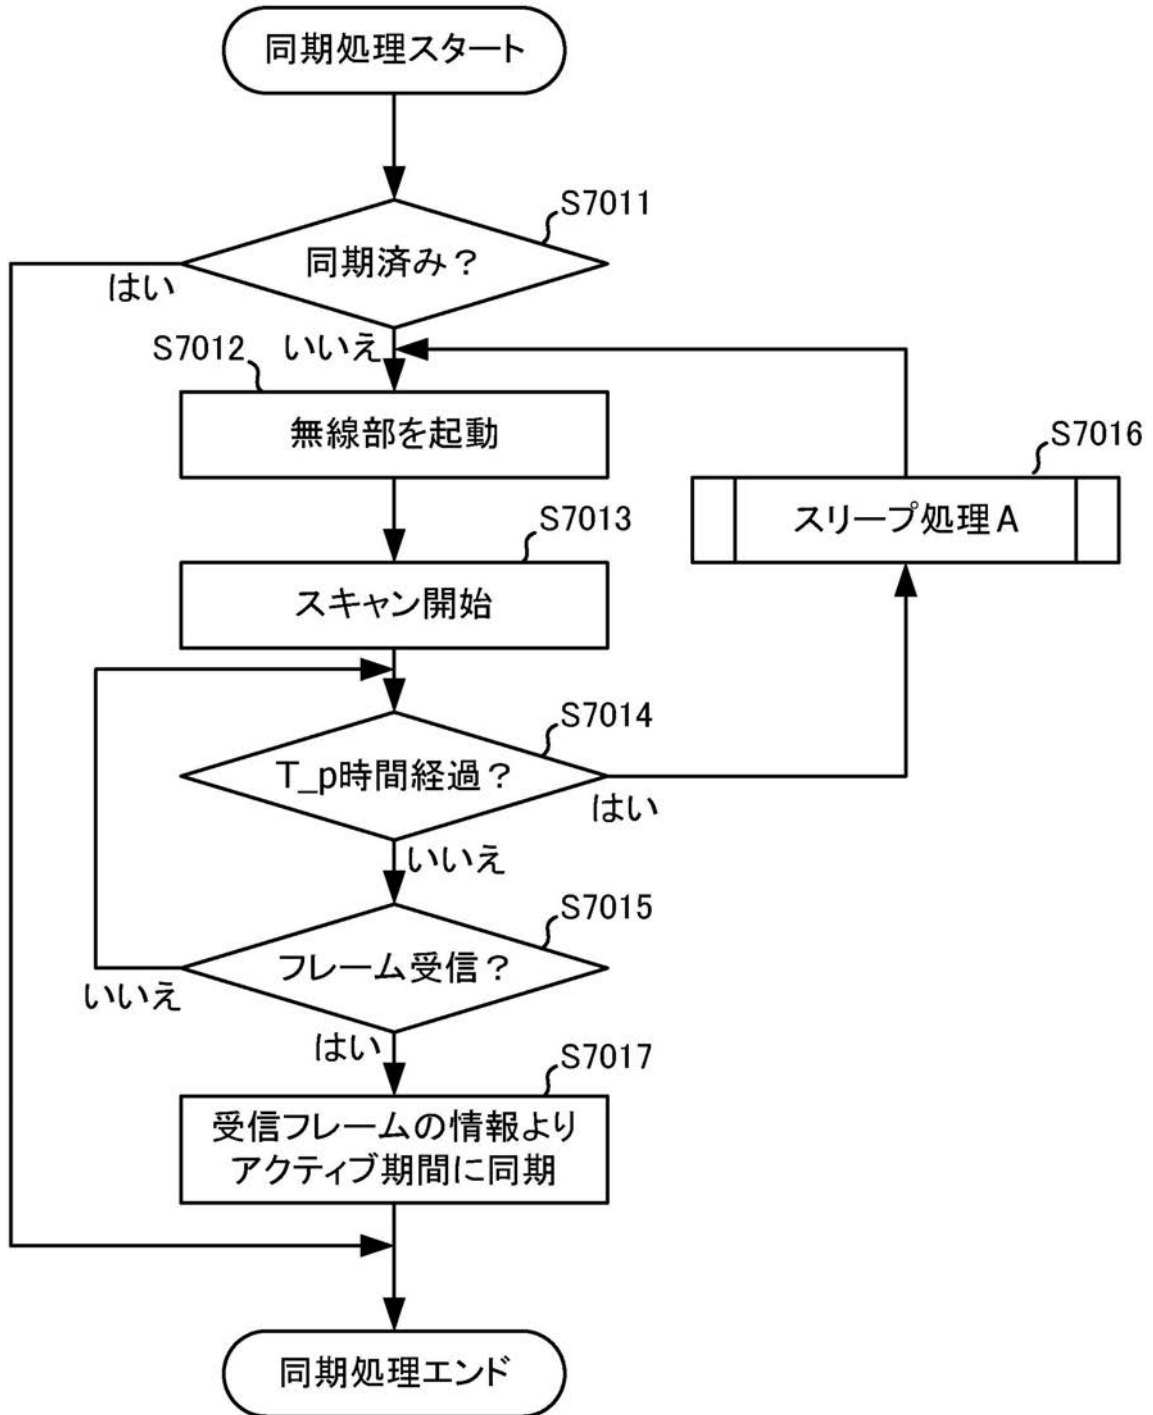 同期処理スタート
S7011
同期済み？
はい
いいえ
S7012
無線部を起動
S7016
スリープ処理A
S7013
スキャン開始
S7014
T_p時間経過？
はい
いいえ
S7015
フレーム受信？
いいえ
はい
S7017
受信フレームの情報より
アクティブ期間に同期
同期処理エンド